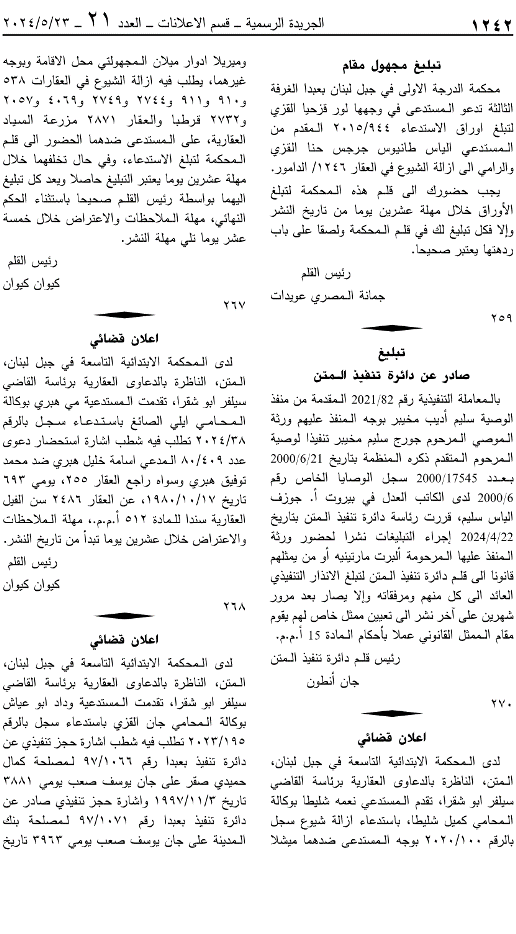 ١٢٤٢
الجريدة الرسمية ــ قسم الاعلانات ــ العدد ٢١ ــ ٢٠٢٤/٥/٢٣
تبليغ مجهول مقام
محكمة الدرجة الاولى في جبل لبنان بعبدا الغرفة
الثالثة تدعو المستدعى في وجهها لور قزحيا القزي
لتبلغ اوراق الاستدعاء ٢٠١٥/٩٤٤ المقدم من
المستدعي الياس طانيوس جرجس حنا القزي
والرامي الى ازالة الشيوع في العقار ١٢٤٦/ الدامور.
يجب حضورك الى قلم هذه المحكمة لتبلغ
الأوراق خلال مهلة عشرين يوما من تاريخ النشر
وإلا فكل تبليغ لك في قلم المحكمة ولصقا على باب
ردهتها يعتبر صحيحا.
رئيس القلم
جمانة المصري عويدات
٢٥٩
تبليغ
صادر عن دائرة تنفيذ المتن
بالمعاملة التنفيذية رقم 2021/82 المقدمة من منفذ
الوصية سليم أديب مخيبر بوجه المنفذ عليهم ورثة
الموصي المرحوم جورج سليم مخيبر تنفيذا لوصية
المرحوم المتقدم ذكره المنظمة بتاريخ 2000/6/21
بعدد 2000/17545 سجل الوصايا الخاص رقم
2000/6 لدى الكاتب العدل في بيروت أ. جوزف
الياس سليم، قررت رئاسة دائرة تنفيذ المتن بتاريخ
2024/4/22 إجراء التبليغات نشرا لحضور ورثة
المنفذ عليها المرحومة ألبرت مارتينيه أو من يمثلهم
قانونا الى قلم دائرة تنفيذ المتن لتبلغ الانذار التنفيذي
العائد الى كل منهم ومرفقاته وإلا يصار بعد مرور
شهرين على آخر نشر الى تعيين ممثل خاص لهم يقوم
مقام الممثل القانوني عملا بأحكام المادة 15 أ.م.م.
رئيس قلم دائرة تنفيذ المتن
جان أنطون
٢٧٠
اعلان قضائي
لدى المحكمة الابتدائية التاسعة في جبل لبنان،
المتن، الناظرة بالدعاوى العقارية برئاسة القاضي
سيلفر ابو شقرا، تقدم المستدعي نعمه شليطا بوكالة
المحامي كميل شليطا، باستدعاء ازالة شيوع سجل
بالرقم ٢٠٢٠/١٠٠ بوجه المستدعى ضدهما ميشلا
وميريلا ادوار ميلان المجهولتي محل الاقامة وبوجه
غيرهما، يطلب فيه ازالة الشيوع في العقارات ٥٣٨
و٩١٠ و٩١١ و٢٧٤٤ و٢٧٤٩ و٤٠٦٩ و٢٠٥٧
و٢٧٣٢ قرطبا والعقار ٢٨٧١ مزرعة السياد
العقارية، على المستدعى ضدهما الحضور الى قلم
المحكمة لتبلغ الاستدعاء، وفي حال تخلفهما خلال
مهلة عشرين يوما يعتبر التبليغ حاصلا ويعد كل تبليغ
اليهما بواسطة رئيس القلم صحيحا باستثناء الحكم
النهائي، مهلة الملاحظات والاعتراض خلال خمسة
عشر يوما تلي مهلة النشر.
رئيس القلم
كيوان كيوان
٢٦٧
اعلان قضائي
لدى المحكمة الابتدائية التاسعة في جبل لبنان،
المتن، الناظرة بالدعاوى العقارية برئاسة القاضي
سيلفر ابو شقرا، تقدمت المستدعية مي هبري بوكالة
المحامي ايلي الصائغ باستدعاء سجل بالرقم
٢٠٢٤/٣٨ تطلب فيه شطب اشارة استحضار دعوى
عدد ٨٠/٤٠٩ المدعي اسامة خليل هبري ضد محمد
توفيق هبري وسواه راجع العقار ٢٥٥، يومي ٦٩٣
تاريخ ١٩٨٠/١٠/١٧، عن العقار ٢٤٨٦ سن الفيل
العقارية سندا للمادة ٥١٢ أ.م.م.، مهلة الملاحظات
والاعتراض خلال عشرين يوما تبدأ من تاريخ النشر.
رئيس القلم
كيوان كيوان
٢٦٨
اعلان قضائي
لدى المحكمة الابتدائية التاسعة في جبل لبنان،
المتن، الناظرة بالدعاوى العقارية برئاسة القاضي
سيلفر ابو شقرا، تقدمت المستدعية وداد ابو عياش
بوكالة المحامي جان القزي باستدعاء سجل بالرقم
٢٠٢٣/١٩٥ تطلب فيه شطب اشارة حجز تنفيذي عن
دائرة تنفيذ بعبدا رقم ٩٧/١٠٦٦ لمصلحة كمال
حميدي صقر على جان يوسف صعب يومي ٣٨٨١
تاريخ ١٩٩٧/١١/٣ واشارة حجز تنفيذي صادر عن
دائرة تنفيذ بعبدا رقم ٩٧/١٠٧١ لمصلحة بنك
المدينة على جان يوسف صعب يومي ٣٩٦٣ تاريخ